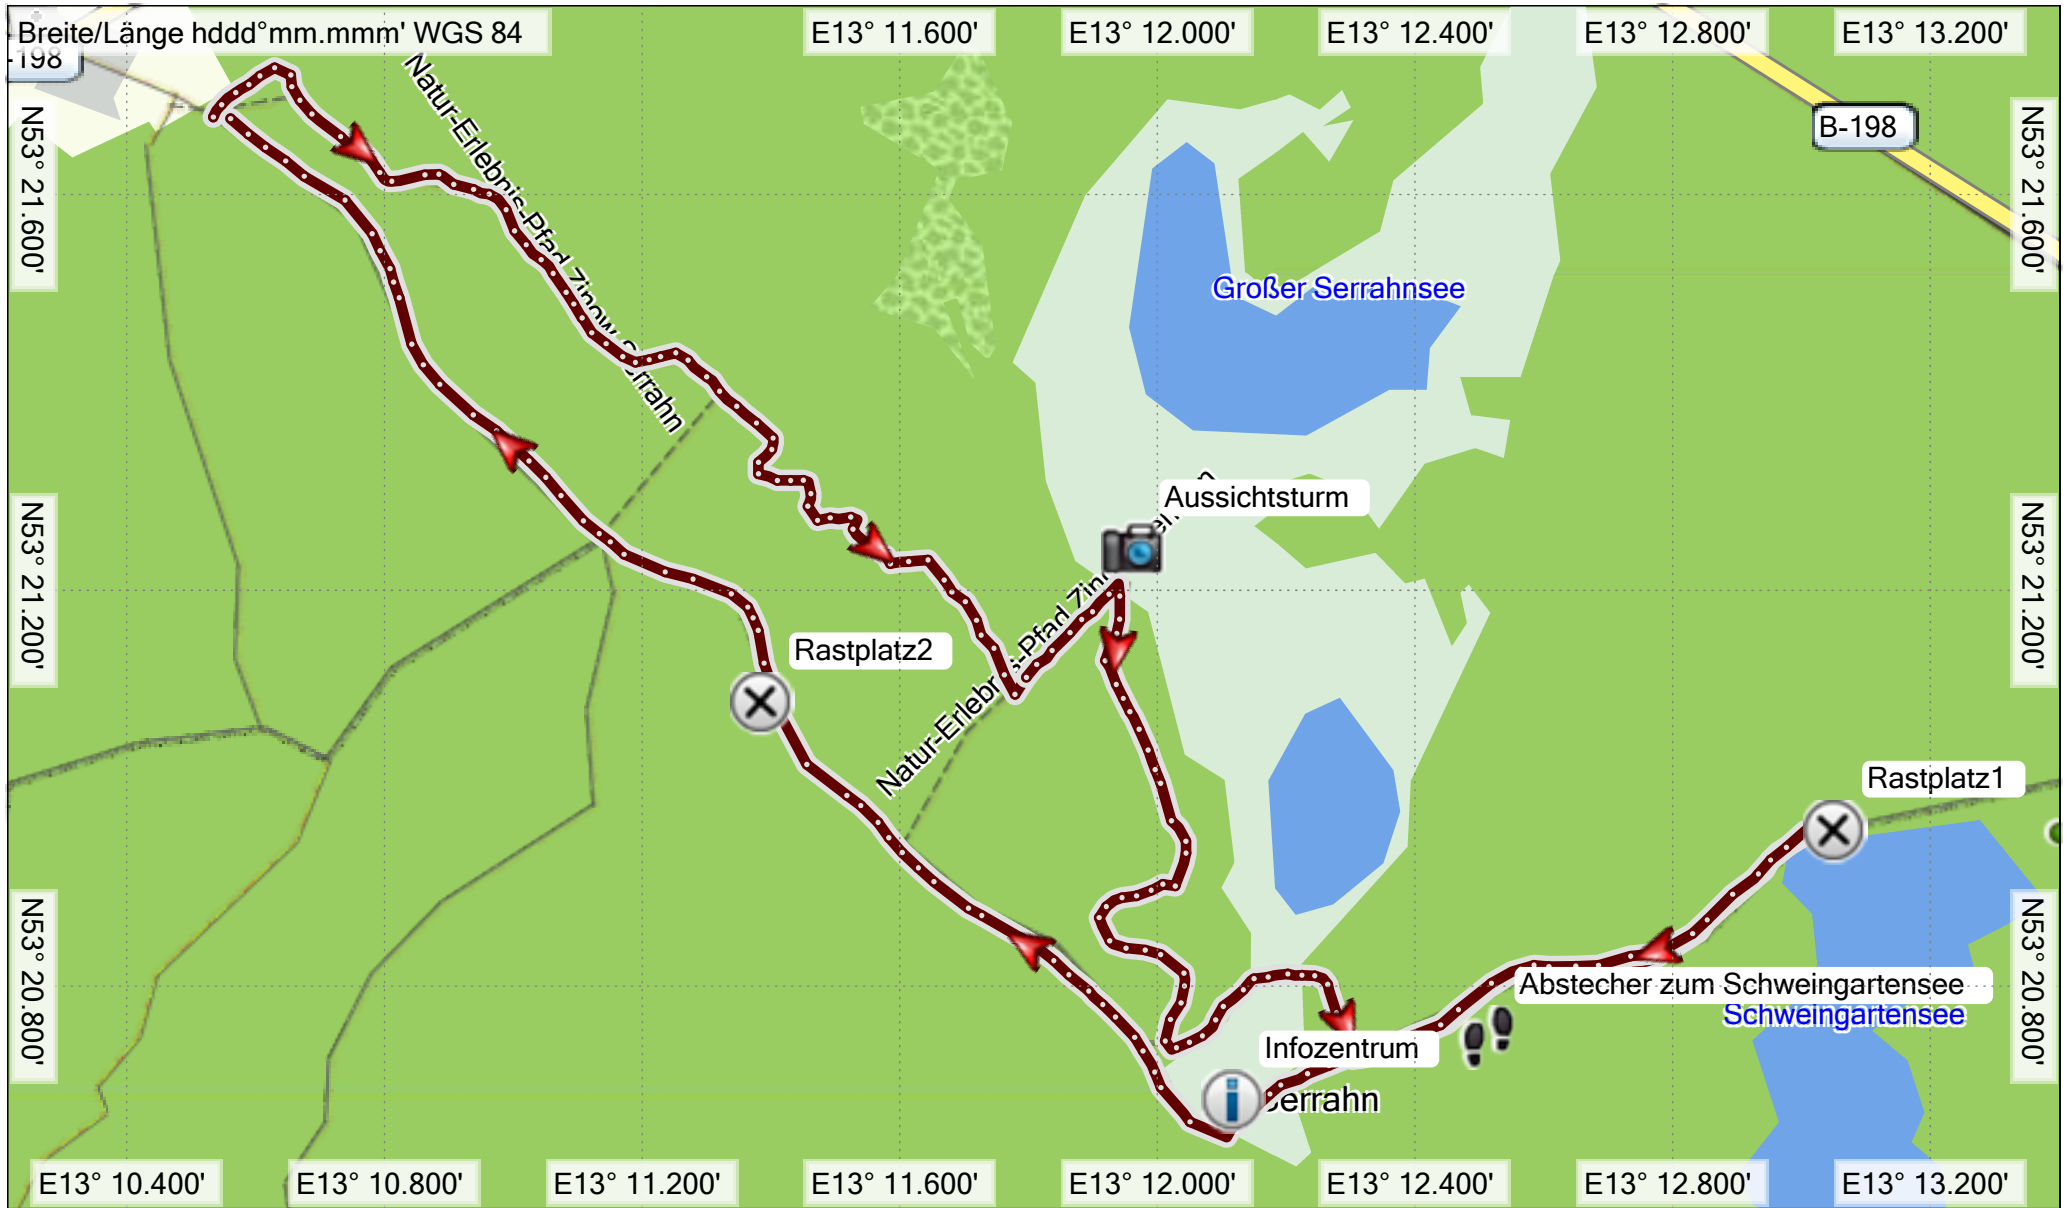 Breite/Länge hddd°mm.mmm' WGS 84
E13° 11.600'
E13° 12.000'
E13° 12.400'
E13° 12.800'
E13° 13.200'
-198
B-198
N53° 21.600'
N53° 21.600'
Natur-Erlebnis-Pfad Zinow-Serrahn
Großer Serrahnsee
Aussichtsturm
N53° 21.200'
N53° 21.200'
Natur-Erlebnis-Pfad
Rastplatz2
Rastplatz1
N53° 20.800'
N53° 20.800'
Abstecher zum Schweingartensee
Schweingartensee
Infozentrum
Serrahn
E13° 10.400'
E13° 10.800'
E13° 11.200'
E13° 11.600'
E13° 12.000'
E13° 12.400'
E13° 12.800'
E13° 13.200'